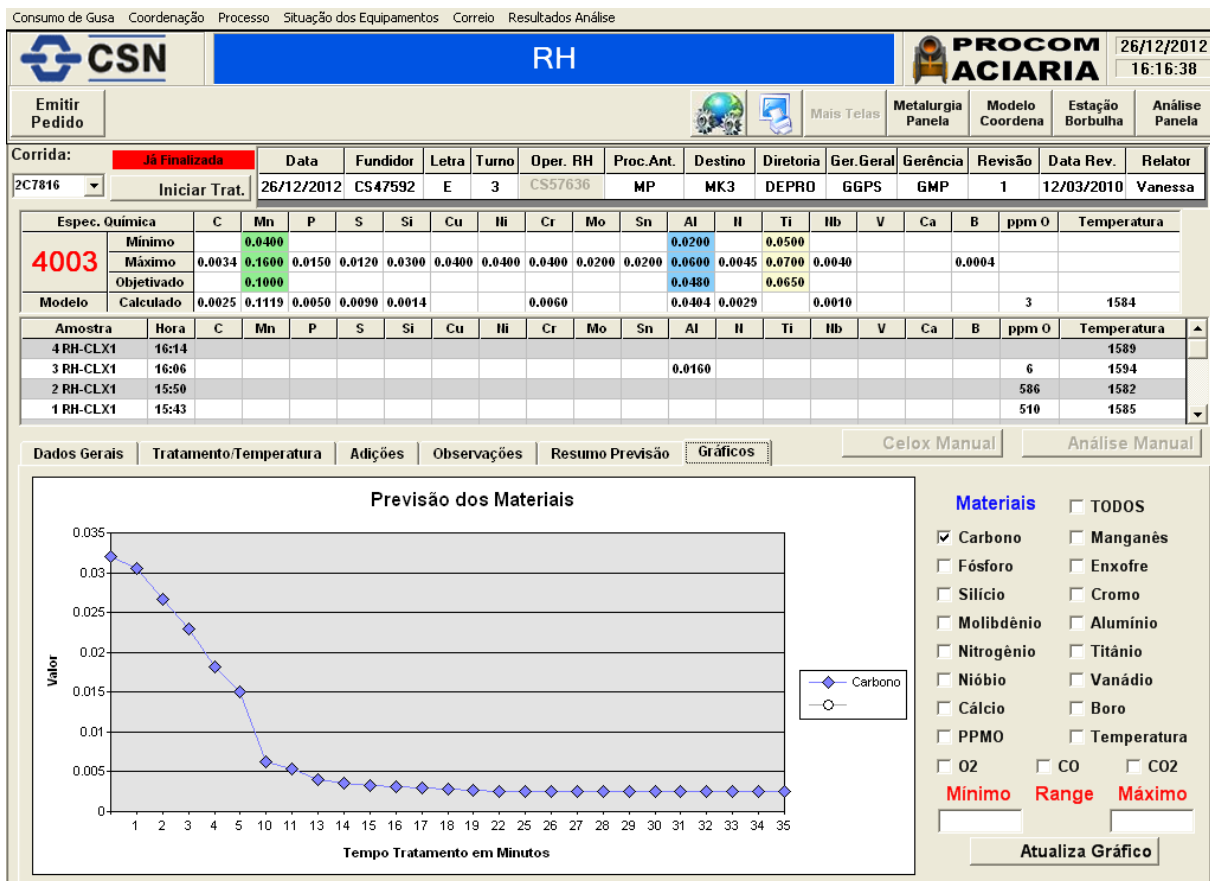 Consumo de Gusa Coordenação Processo Situação dos Equipamentos Correio Resultados Análise
CSN RH PROCOM ACIARIA 26/12/2012 16:16:38
Emitir Pedido Mais Telas Metalurgia Panela Modelo Coordena Estação Borbulha Análise Panela
Corrida: Já Finalizada Data Fundidor Letra Turno Oper. RH Proc.Ant. Destino Diretoria Ger.Geral Gerência Revisão Data Rev. Relator
2C7816 Iniciar Trat. 26/12/2012 CS47592 E 3 CS57636 MP MK3 DEPRO GGPS GMP 1 12/03/2010 Vanessa
Espec. Química C Mn P S Si Cu Ni Cr Mo Sn Al N Ti Nb V Ca B ppm O Temperatura
4003
Mínimo 0.0400 0.0200 0.0500
Máximo 0.0034 0.1600 0.0150 0.0120 0.0300 0.0400 0.0400 0.0400 0.0200 0.0200 0.0600 0.0045 0.0700 0.0040 0.0004
Objetivado 0.1000 0.0480 0.0650
Modelo Calculado 0.0025 0.1119 0.0050 0.0090 0.0014 0.0060 0.0404 0.0029 0.0010 3 1584
Amostra Hora C Mn P S Si Cu Ni Cr Mo Sn Al N Ti Nb V Ca B ppm O Temperatura
4 RH-CLX1 16:14 1589
3 RH-CLX1 16:06 0.0160 6 1594
2 RH-CLX1 15:50 586 1582
1 RH-CLX1 15:43 510 1585
Celox Manual Análise Manual
Dados Gerais Tratamento/Temperatura Adições Observações Resumo Previsão Gráficos
Previsão dos Materiais
0.035
0.03
0.025
0.02
0.015
0.01
0.005
0
Valor
1 2 3 4 5 10 11 13 14 15 16 17 18 19 22 25 26 27 28 29 30 31 32 33 34 35
Tempo Tratamento em Minutos
Carbono
Materiais TODOS
Carbono Manganês
Fósforo Enxofre
Silício Cromo
Molibdênio Alumínio
Nitrogênio Titânio
Nióbio Vanádio
Cálcio Boro
PPMO Temperatura
O2 CO CO2
Mínimo Range Máximo
Atualiza Gráfico